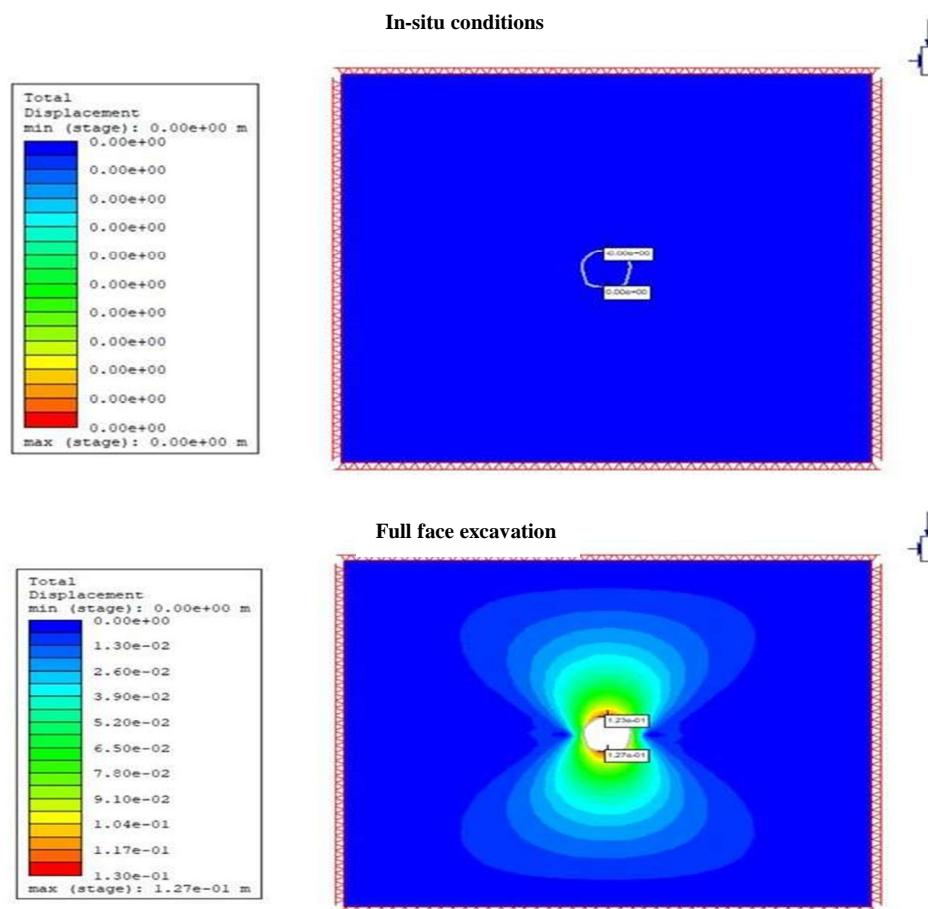 In-situ conditions
Total
Displacement
min (stage): 0.00e+00 m
0.00e+00
0.00e+00
0.00e+00
0.00e+00
0.00e+00
0.00e+00
0.00e+00
0.00e+00
0.00e+00
0.00e+00
0.00e+00
max (stage): 0.00e+00 m
0.00e+00
0.00e+00
Full face excavation
Total
Displacement
min (stage): 0.00e+00 m
0.00e+00
1.30e-02
2.60e-02
3.90e-02
5.20e-02
6.50e-02
7.80e-02
9.10e-02
1.04e-01
1.17e-01
1.30e-01
max (stage): 1.27e-01 m
1.23e-01
1.27e-01